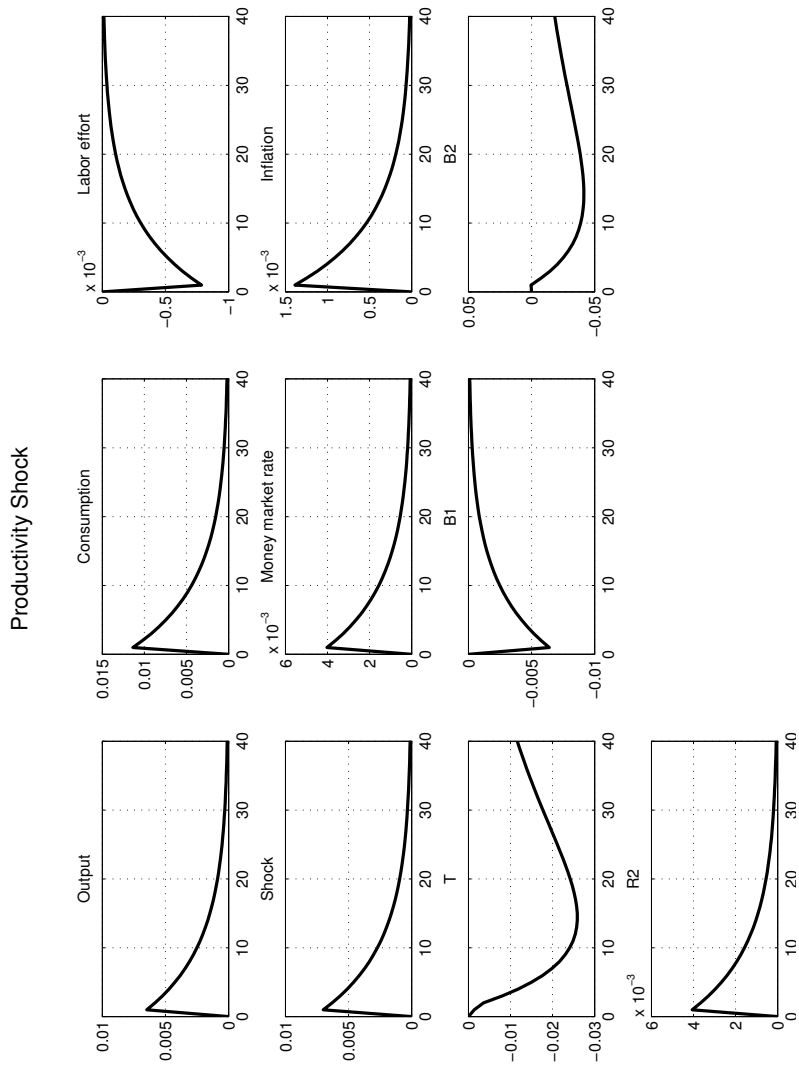 Productivity Shock
Output
0.01
0.005
0
0 10 20 30 40
Consumption
0.015
0.01
0.005
0
0 10 20 30 40
Labor effort
x 10⁻³
0
−0.5
−1
0 10 20 30 40
Shock
0.01
0.005
0
0 10 20 30 40
Money market rate
x 10⁻³
6
4
2
0
0 10 20 30 40
Inflation
x 10⁻³
1.5
1
0.5
0
0 10 20 30 40
T
0
−0.01
−0.02
−0.03
0 10 20 30 40
B1
0
−0.005
−0.01
0 10 20 30 40
B2
0.05
0
−0.05
0 10 20 30 40
R2
x 10⁻³
6
4
2
0
0 10 20 30 40